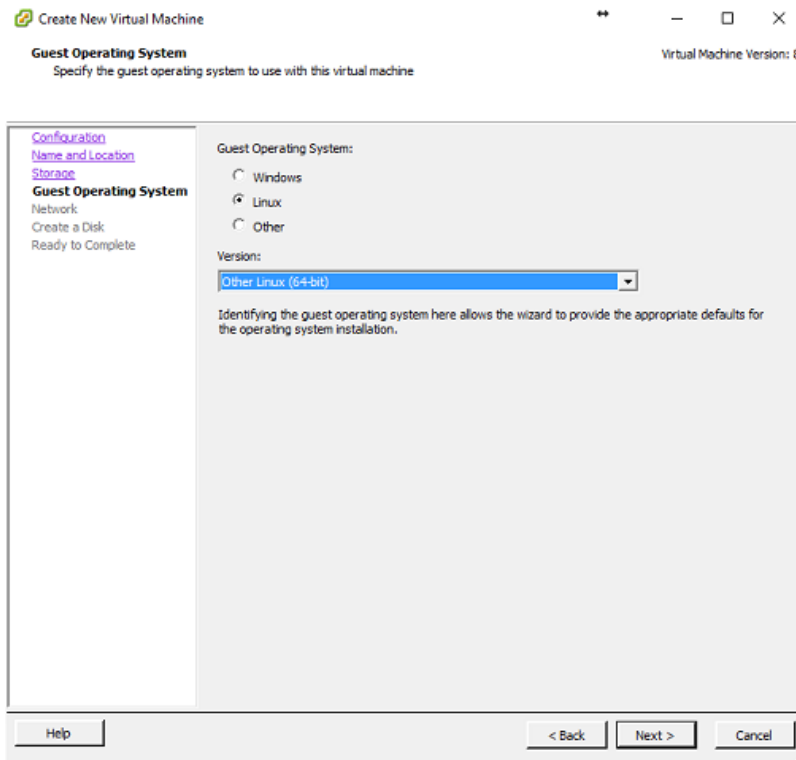 Create New Virtual Machine
Guest Operating System
Specify the guest operating system to use with this virtual machine
Virtual Machine Version: 8
Configuration
Name and Location
Storage
Guest Operating System
Network
Create a Disk
Ready to Complete
Guest Operating System:
Windows
Linux
Other
Version:
Other Linux (64-bit)
Identifying the guest operating system here allows the wizard to provide the appropriate defaults for
the operating system installation.
Help
< Back
Next >
Cancel